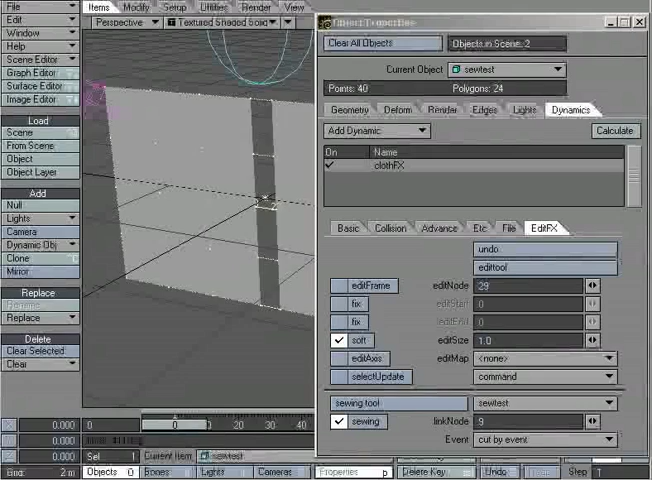 File
Edit
Window
Help
Scene Editor
Graph Editor
Surface Editor
Image Editor
Load
Scene
From Scene
Object
Object Layer
Add
Null
Lights
Camera
Dynamic Obj
Clone
Mirror
Replace
Rename
Replace
Delete
Clear Selected
Clear
Items Modify Setup Utilities Render View
Perspective Textured Shaded Solid
Object Properties
Clear All Objects Objects in Scene: 2
Current Object sewtest
Points: 40 Polygons: 24
Geometry Deform Render Edges Lights Dynamics
Add Dynamic Calculate
On Name
clothFX
Basic Collision Advance Etc File EditFX
undo
edittool
editFrame editNode 29
fix editStart 0
fix editEnd 0
soft editSize 1.0
editAxis editMap <none>
selectUpdate command
sewing tool sewtest
sewing linkNode 9
Event cut by event
X 0.000 0 0 10 20 30 40
Y 0.000
Z 0.000 Sel 1 Current Item sewtest
Grid: 2 m Objects 0 Bones Lights Cameras Properties p Delete Key Undo Step 1